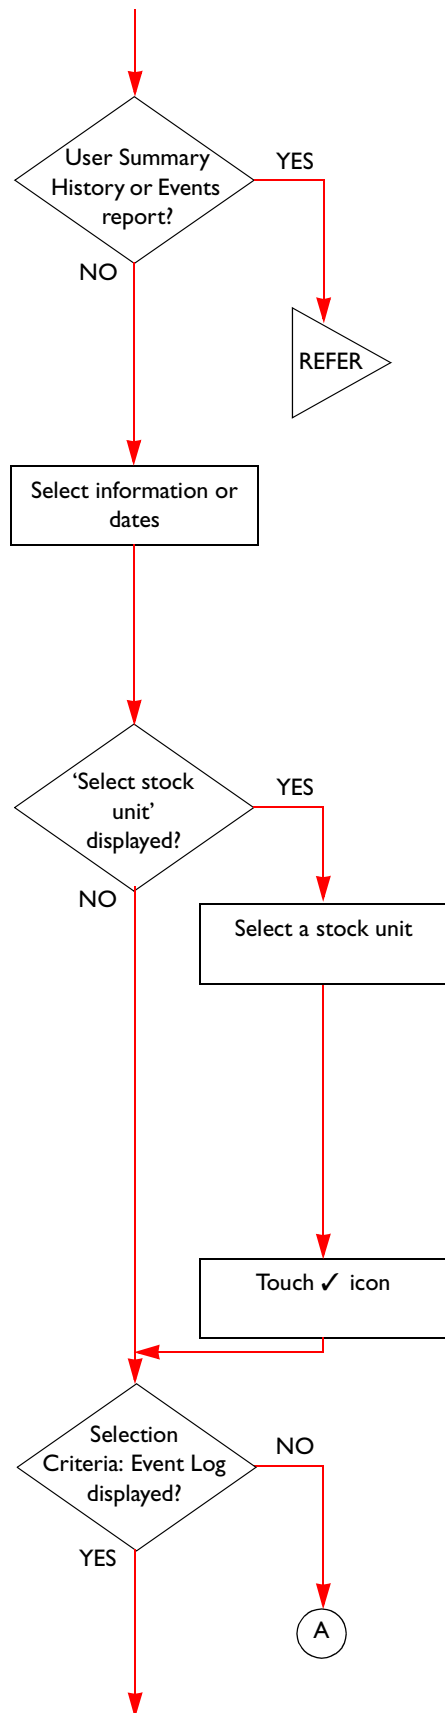 User Summary
History or Events
report?
YES
NO
REFER
Select information or
dates
‘Select stock
unit’
displayed?
YES
NO
Select a stock unit
Touch ✓ icon
Selection
Criteria: Event Log
displayed?
NO
YES
A